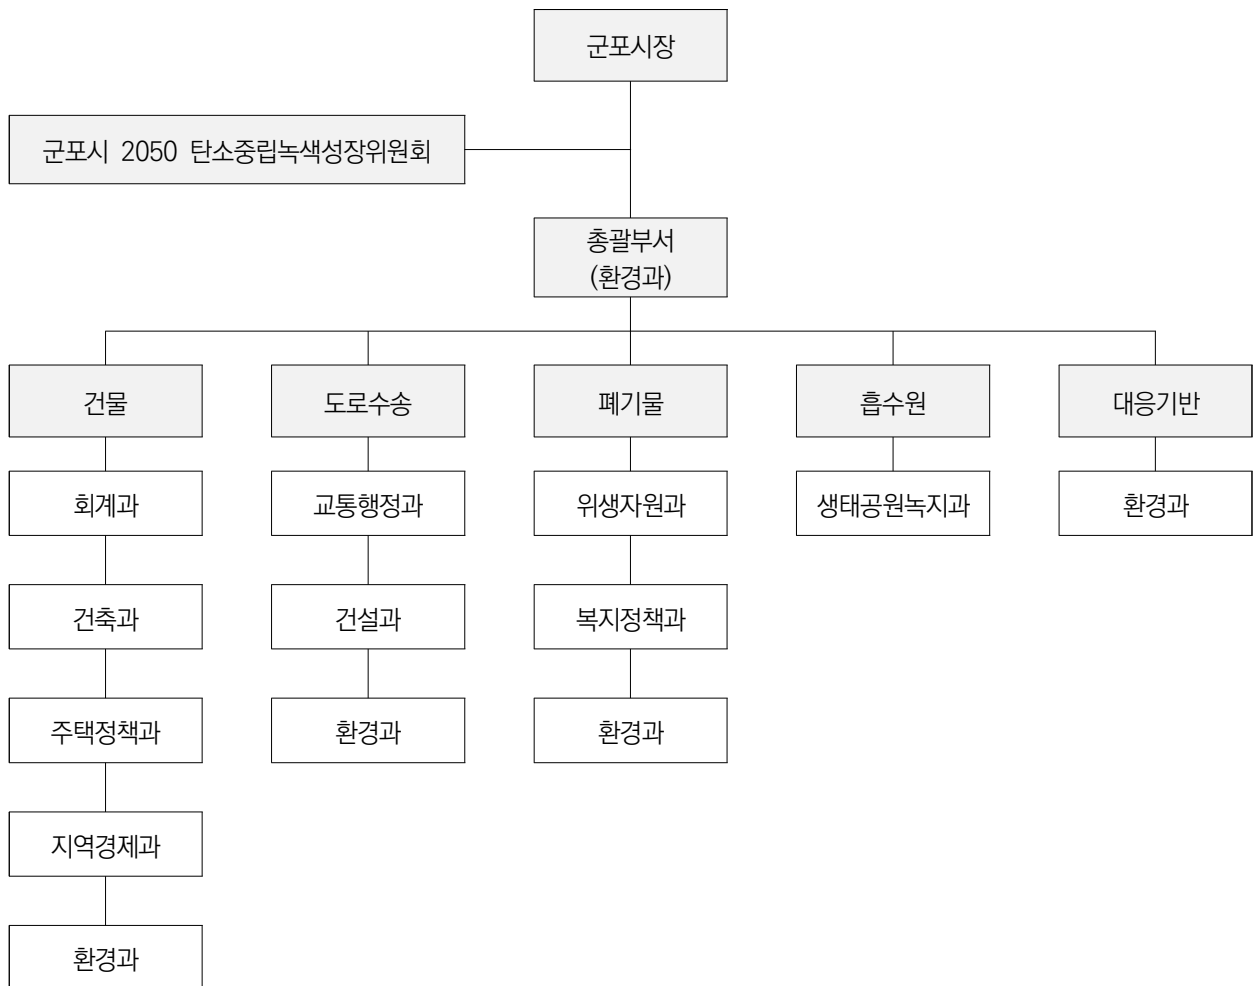 군포시장
군포시 2050 탄소중립녹색성장위원회
총괄부서
(환경과)
건물
도로수송
폐기물
흡수원
대응기반
회계과
교통행정과
위생자원과
생태공원녹지과
환경과
건축과
건설과
복지정책과
주택정책과
환경과
환경과
지역경제과
환경과